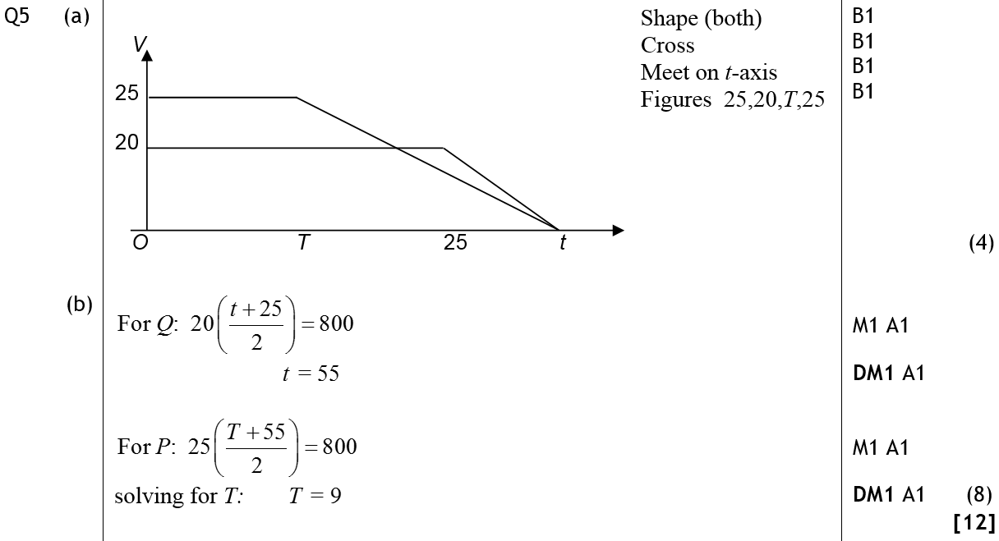 Q5 (a)
V
25
20
O T 25 t
Shape (both) B1
Cross B1
Meet on t-axis B1
Figures 25,20,T,25 B1
(4)
(b)
For Q: 20((t + 25)/2) = 800 M1 A1
t = 55 DM1 A1
For P: 25((T + 55)/2) = 800 M1 A1
solving for T: T = 9 DM1 A1 (8)
[12]